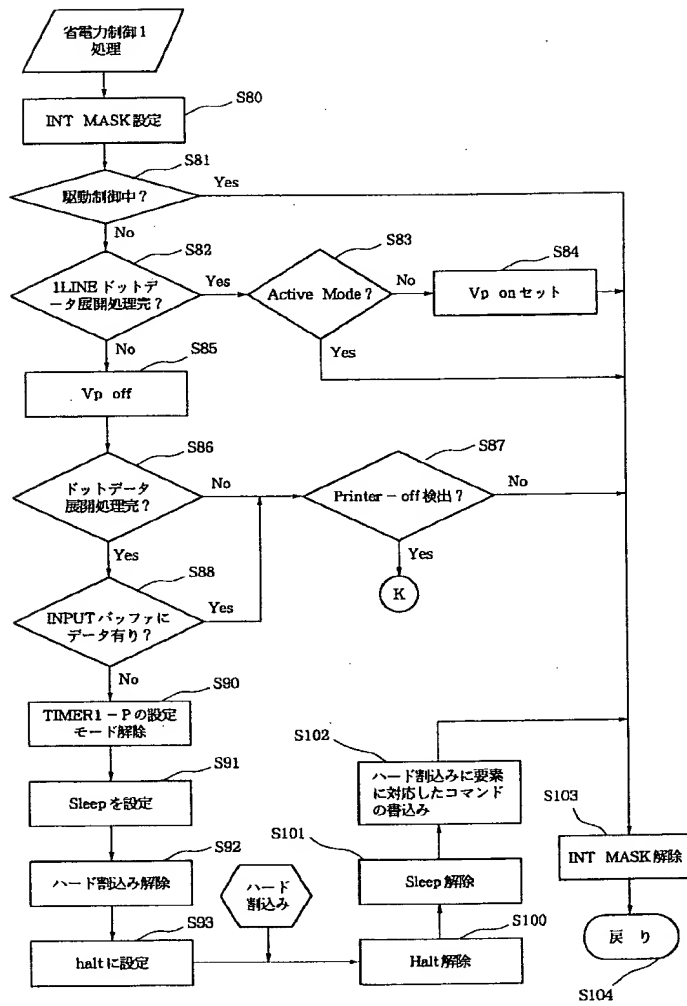 省電力制御1
処理
S80
INT MASK設定
S81
駆動制御中？
Yes
No
S82
1LINEドットデ
ータ展開処理完？
Yes
No
S83
Active Mode？
No
Yes
S84
Vp onセット
S85
Vp off
S86
ドットデータ
展開処理完？
No
Yes
S87
Printer－off検出？
No
Yes
K
S88
INPUTバッファに
データ有り？
Yes
No
S90
TIMER1－Pの設定
モード解除
S91
Sleepを設定
S92
ハード割込み解除
S93
haltに設定
ハード
割込み
S100
Halt解除
S101
Sleep解除
S102
ハード割込みに要素
に対応したコマンド
の書込み
S103
INT MASK解除
戻り
S104